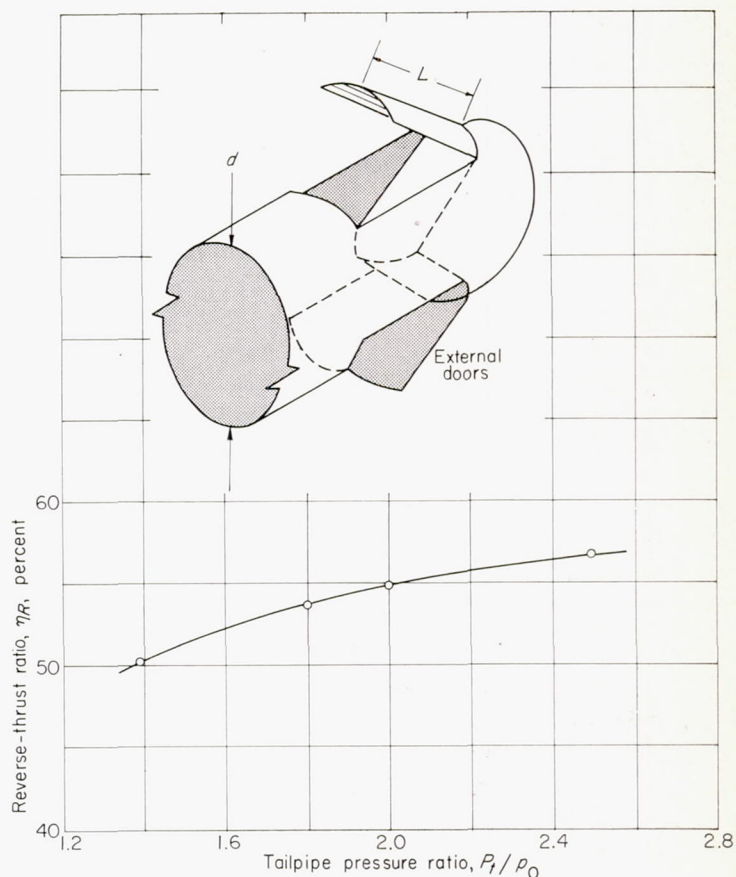 L
d
External
doors
60
50
40
Reverse-thrust ratio, ηR, percent
1.2 1.6 2.0 2.4 2.8
Tailpipe pressure ratio, Pt/p0